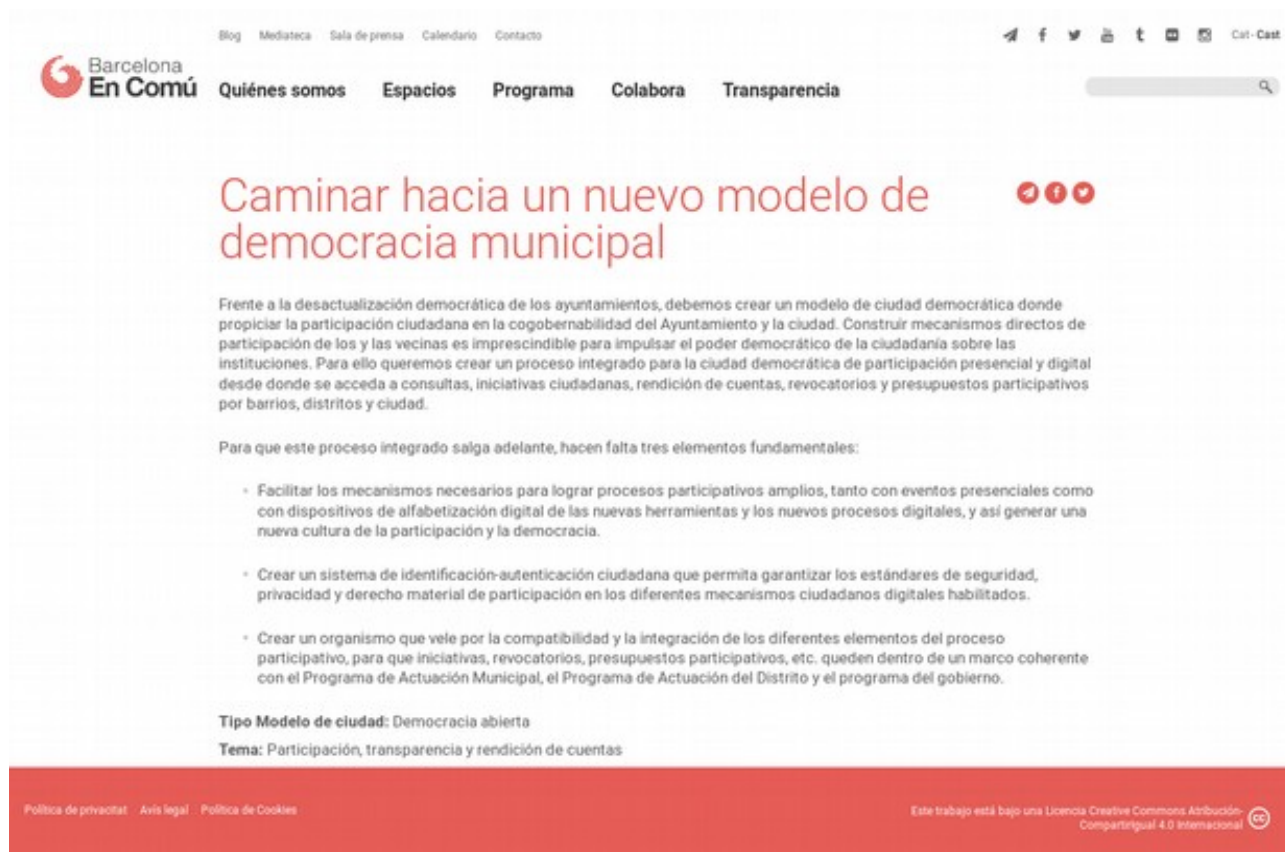 Blog Mediateca Sala de prensa Calendario Contacto
Cat - Cast
Barcelona
En Comú
Quiénes somos Espacios Programa Colabora Transparencia
Caminar hacia un nuevo modelo de
democracia municipal
Frente a la desactualización democrática de los ayuntamientos, debemos crear un modelo de ciudad democrática donde
propiciar la participación ciudadana en la cogobernabilidad del Ayuntamiento y la ciudad. Construir mecanismos directos de
participación de los y las vecinas es imprescindible para impulsar el poder democrático de la ciudadanía sobre las
instituciones. Para ello queremos crear un proceso integrado para la ciudad democrática de participación presencial y digital
desde donde se acceda a consultas, iniciativas ciudadanas, rendición de cuentas, revocatorios y presupuestos participativos
por barrios, distritos y ciudad.
Para que este proceso integrado salga adelante, hacen falta tres elementos fundamentales:
Facilitar los mecanismos necesarios para lograr procesos participativos amplios, tanto con eventos presenciales como
con dispositivos de alfabetización digital de las nuevas herramientas y los nuevos procesos digitales, y así generar una
nueva cultura de la participación y la democracia.
Crear un sistema de identificación-autenticación ciudadana que permita garantizar los estándares de seguridad,
privacidad y derecho material de participación en los diferentes mecanismos ciudadanos digitales habilitados.
Crear un organismo que vele por la compatibilidad y la integración de los diferentes elementos del proceso
participativo, para que iniciativas, revocatorios, presupuestos participativos, etc. queden dentro de un marco coherente
con el Programa de Actuación Municipal, el Programa de Actuación del Distrito y el programa del gobierno.
Tipo Modelo de ciudad: Democracia abierta
Tema: Participación, transparencia y rendición de cuentas
Política de privacitat Avís legal Política de Cookies
Este trabajo está bajo una Licencia Creative Commons Atribución-
CompartirIgual 4.0 Internacional